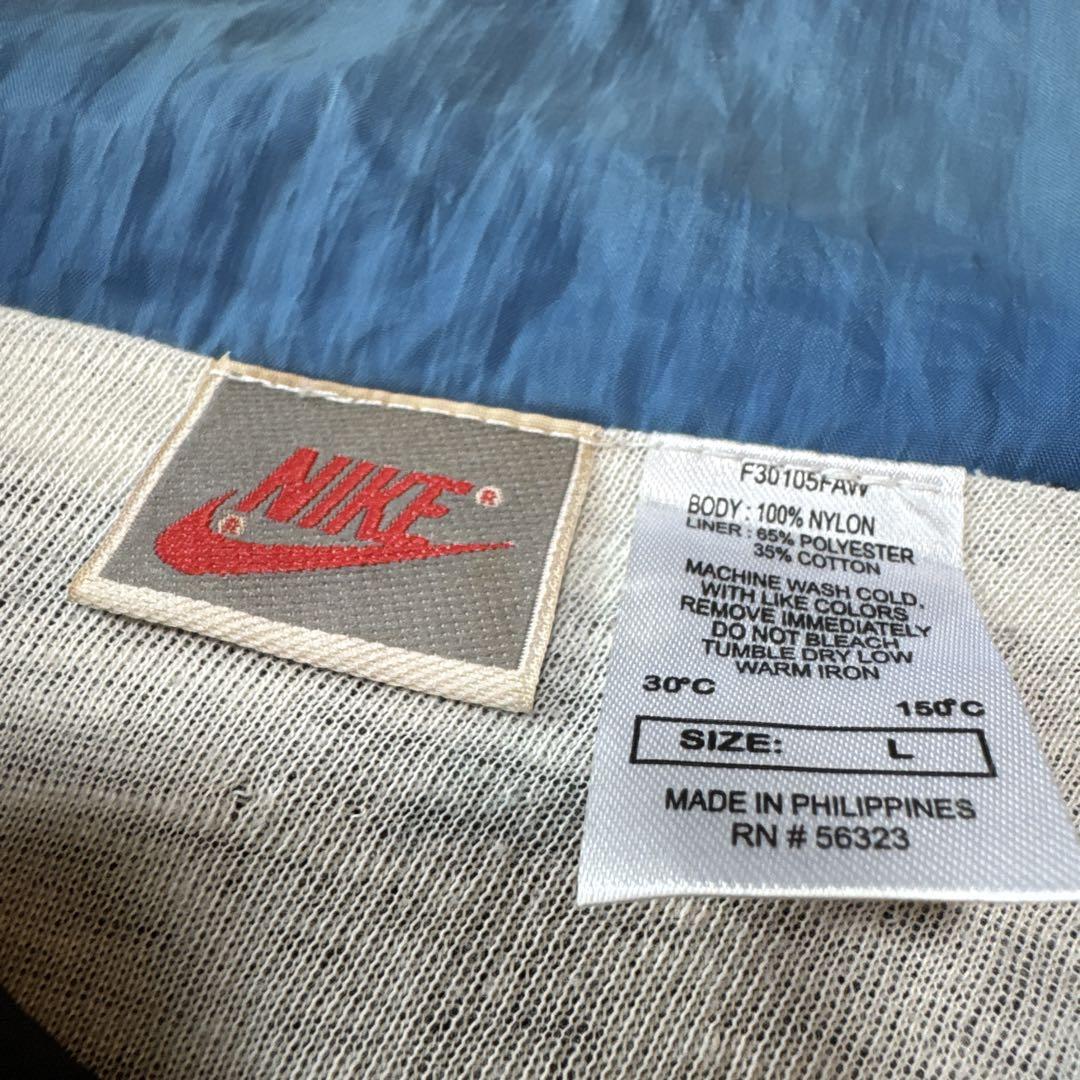 NIKE®
®
F30105FAW
BODY : 100% NYLON
LINER : 65% POLYESTER
35% COTTON
MACHINE WASH COLD,
WITH LIKE COLORS
REMOVE IMMEDIATELY
DO NOT BLEACH
TUMBLE DRY LOW
WARM IRON
30°C
150°C
SIZE: L
MADE IN PHILIPPINES
RN # 56323